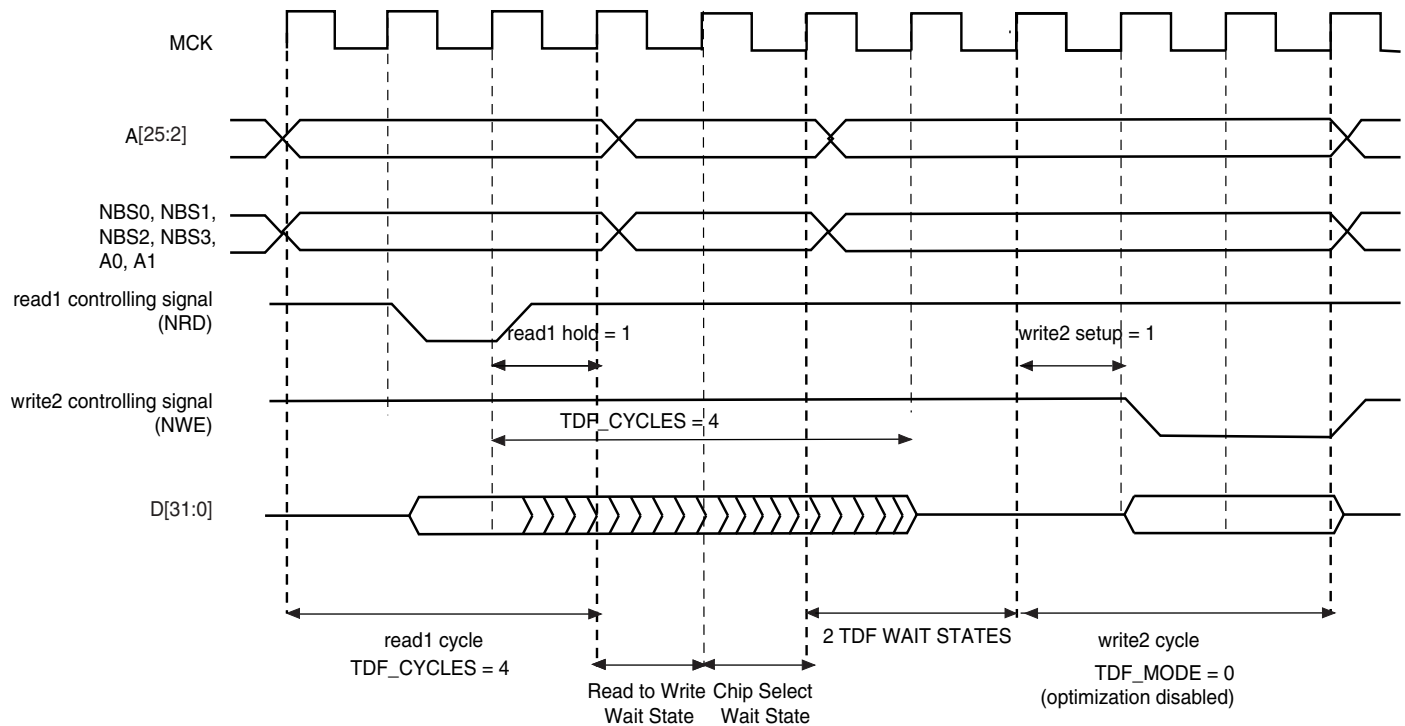 MCK
A[25:2]
NBS0, NBS1,
NBS2, NBS3,
A0, A1
read1 controlling signal
(NRD)
read1 hold = 1
write2 setup = 1
write2 controlling signal
(NWE)
TDF_CYCLES = 4
D[31:0]
read1 cycle
TDF_CYCLES = 4
2 TDF WAIT STATES
write2 cycle
TDF_MODE = 0
(optimization disabled)
Read to Write
Wait State
Chip Select
Wait State